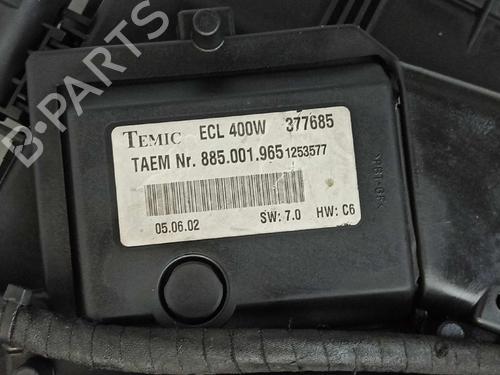 B-PARTS
TEMIC ECL 400W 377685
TAEM Nr. 885.001.965 1253577
05.06.02 SW: 7.0 HW: C6